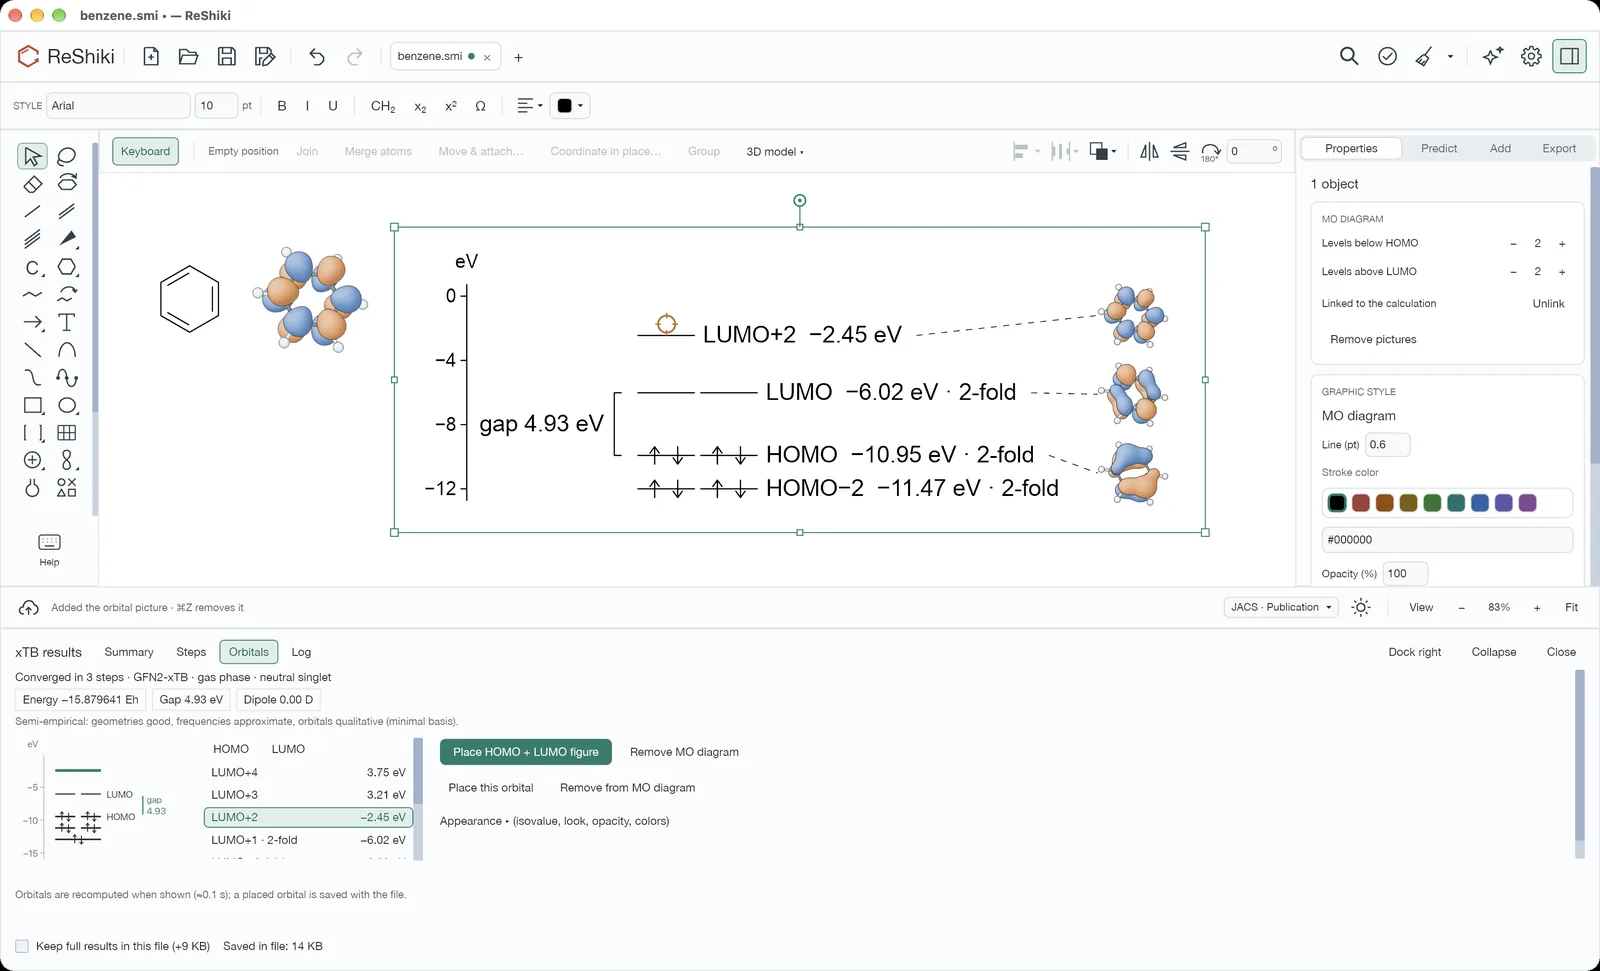 benzene.smi • — ReShiki
ReShiki
benzene.smi
STYLE Arial 10 pt B I U CH₂ x₂ x² Ω
Keyboard Empty position Join Merge atoms Move & attach… Coordinate in place… Group 3D model 180° 0 °
Properties Predict Add Export
1 object
MO DIAGRAM
Levels below HOMO − 2 +
Levels above LUMO − 2 +
Linked to the calculation Unlink
Remove pictures
GRAPHIC STYLE
MO diagram
Line (pt) 0.6
Stroke color
#000000
Opacity (%) 100
C
T
Help
eV
0
−4
−8
−12
LUMO+2 −2.45 eV
LUMO −6.02 eV · 2-fold
gap 4.93 eV
HOMO −10.95 eV · 2-fold
HOMO−2 −11.47 eV · 2-fold
Added the orbital picture · ⌘Z removes it
JACS · Publication View − 83% + Fit
xTB results Summary Steps Orbitals Log Dock right Collapse Close
Converged in 3 steps · GFN2-xTB · gas phase · neutral singlet
Energy −15.879641 Eh Gap 4.93 eV Dipole 0.00 D
Semi-empirical: geometries good, frequencies approximate, orbitals qualitative (minimal basis).
eV
−5
−10
−15
LUMO
HOMO
gap
4.93
HOMO LUMO
LUMO+4 3.75 eV
LUMO+3 3.21 eV
LUMO+2 −2.45 eV
LUMO+1 · 2-fold −6.02 eV
Place HOMO + LUMO figure Remove MO diagram
Place this orbital Remove from MO diagram
Appearance ‣ (isovalue, look, opacity, colors)
Orbitals are recomputed when shown (≈0.1 s); a placed orbital is saved with the file.
Keep full results in this file (+9 KB) Saved in file: 14 KB